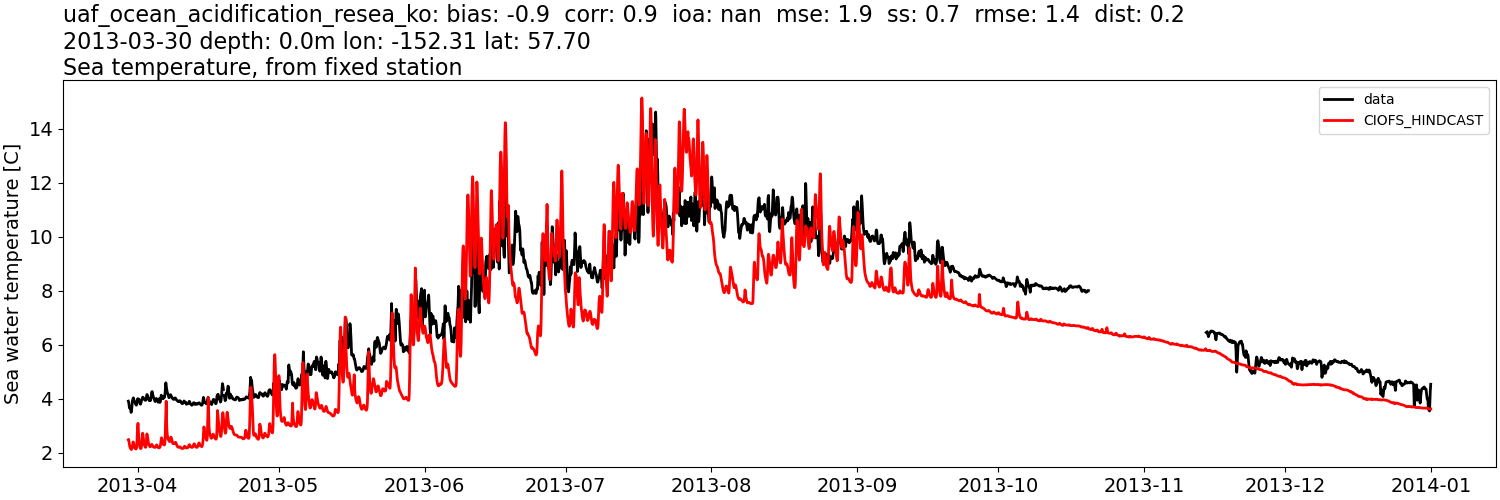 uaf_ocean_acidification_resea_ko: bias: -0.9  corr: 0.9  ioa: nan  mse: 1.9  ss: 0.7  rmse: 1.4  dist: 0.2
2013-03-30 depth: 0.0m lon: -152.31 lat: 57.70
Sea temperature, from fixed station
data
CIOFS_HINDCAST
Sea water temperature [C]
14
12
10
8
6
4
2
2013-04 2013-05 2013-06 2013-07 2013-08 2013-09 2013-10 2013-11 2013-12 2014-01